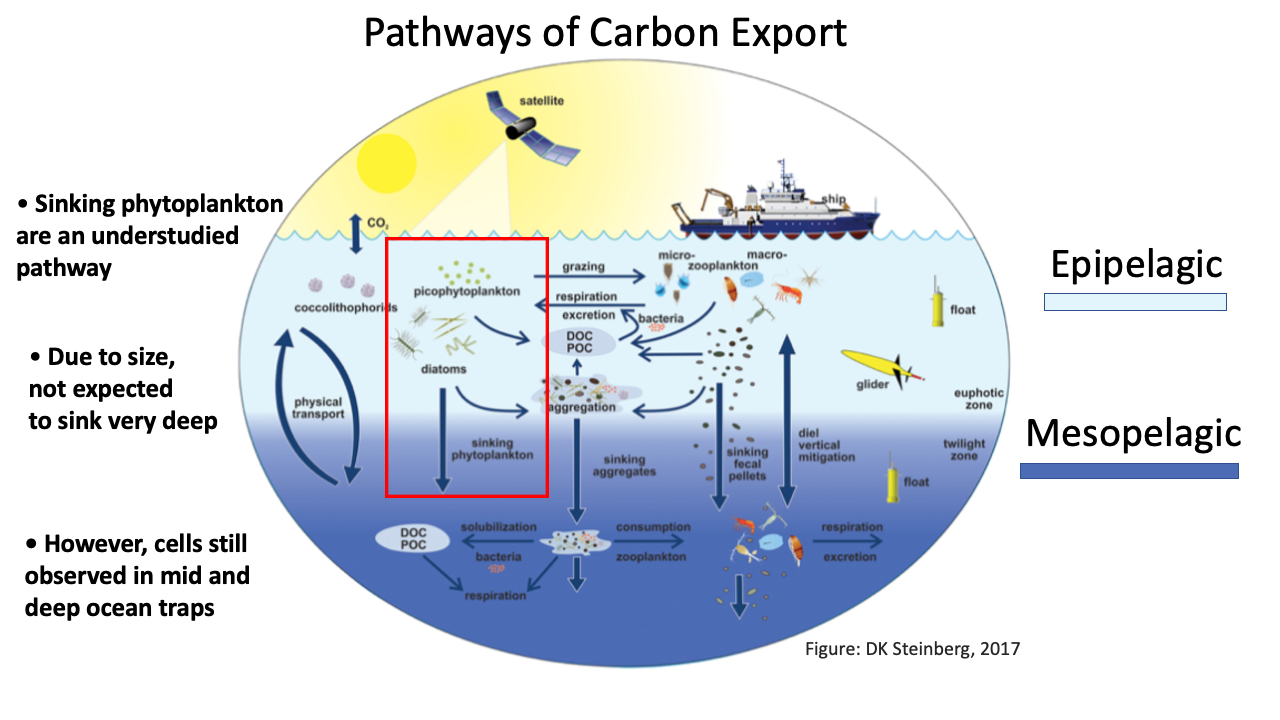 Pathways of Carbon Export
• Sinking phytoplankton
are an understudied
pathway
• Due to size,
not expected
to sink very deep
• However, cells still
observed in mid and
deep ocean traps
satellite
ship
CO₂
coccolithophorids
physical
transport
picophytoplankton
diatoms
sinking
phytoplankton
grazing
respiration
excretion
bacteria
micro-
macro-
zooplankton
DOC
POC
aggregation
sinking
aggregates
sinking
fecal
pellets
diel
vertical
mitigation
float
glider
euphotic
zone
twilight
zone
float
DOC
POC
solubilization
bacteria
respiration
consumption
zooplankton
respiration
excretion
Epipelagic
Mesopelagic
Figure: DK Steinberg, 2017